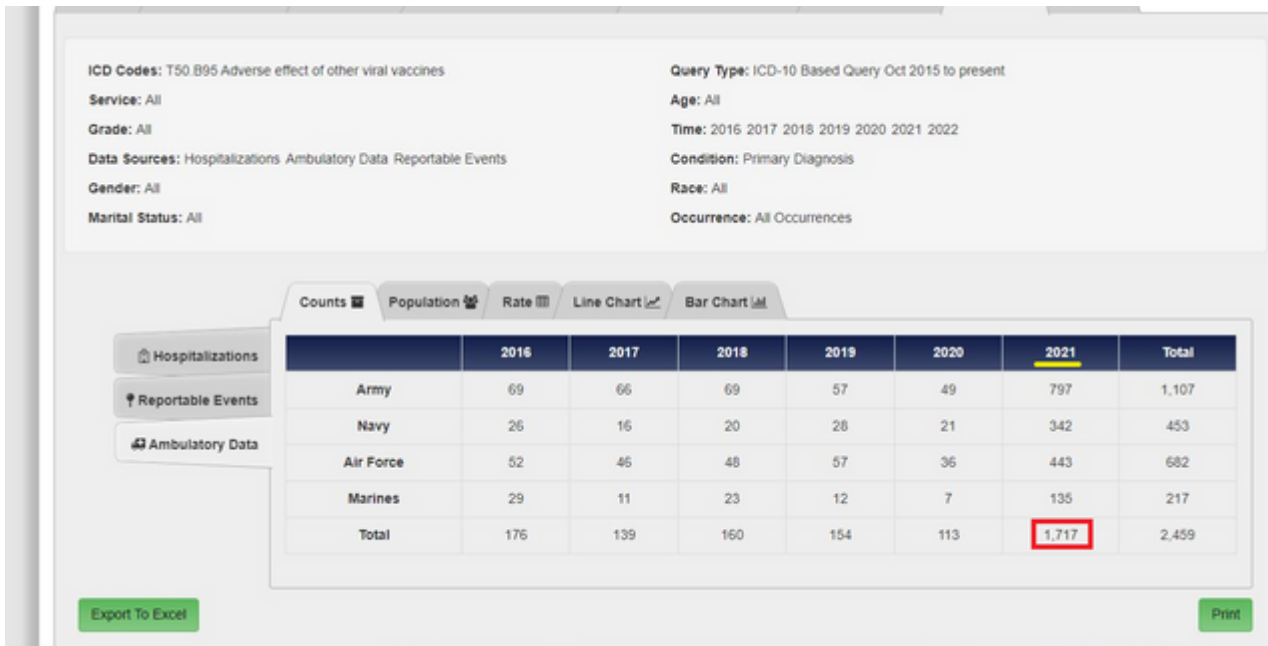 ICD Codes: T50.B95 Adverse effect of other viral vaccines
Query Type: ICD-10 Based Query Oct 2015 to present
Service: All
Age: All
Grade: All
Time: 2016 2017 2018 2019 2020 2021 2022
Data Sources: Hospitalizations Ambulatory Data Reportable Events
Condition: Primary Diagnosis
Gender: All
Race: All
Marital Status: All
Occurrence: All Occurrences
Counts Population Rate Line Chart Bar Chart
Hospitalizations
Reportable Events
Ambulatory Data
2016 2017 2018 2019 2020 2021 Total
Army 69 66 69 57 49 797 1,107
Navy 26 16 20 28 21 342 453
Air Force 52 46 48 57 36 443 682
Marines 29 11 23 12 7 135 217
Total 176 139 160 154 113 1,717 2,459
Export To Excel
Print